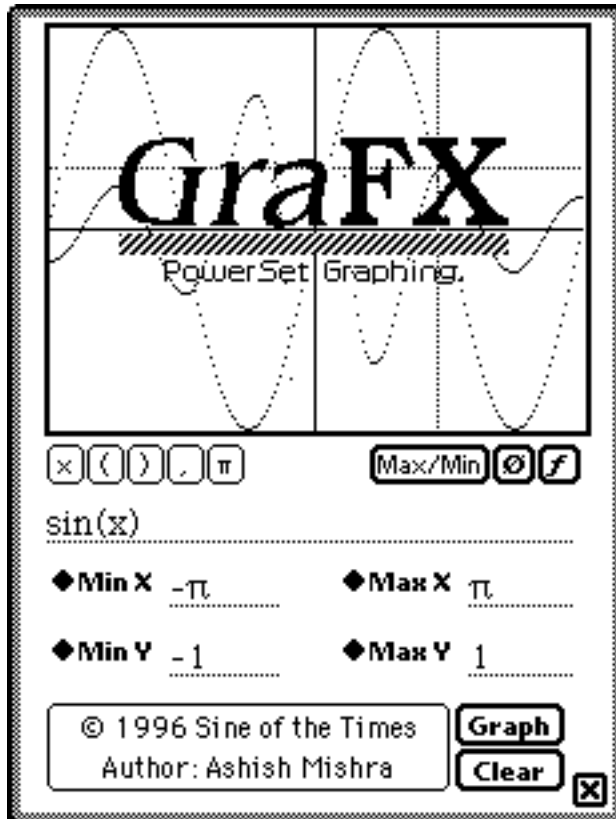 GraFX
PowerSet Graphing.
x ( ) , π Max/Min Ø ƒ
sin(x)
◆Min X -π ◆Max X π
◆Min Y -1 ◆Max Y 1
© 1996 Sine of the Times Graph
Author: Ashish Mishra Clear